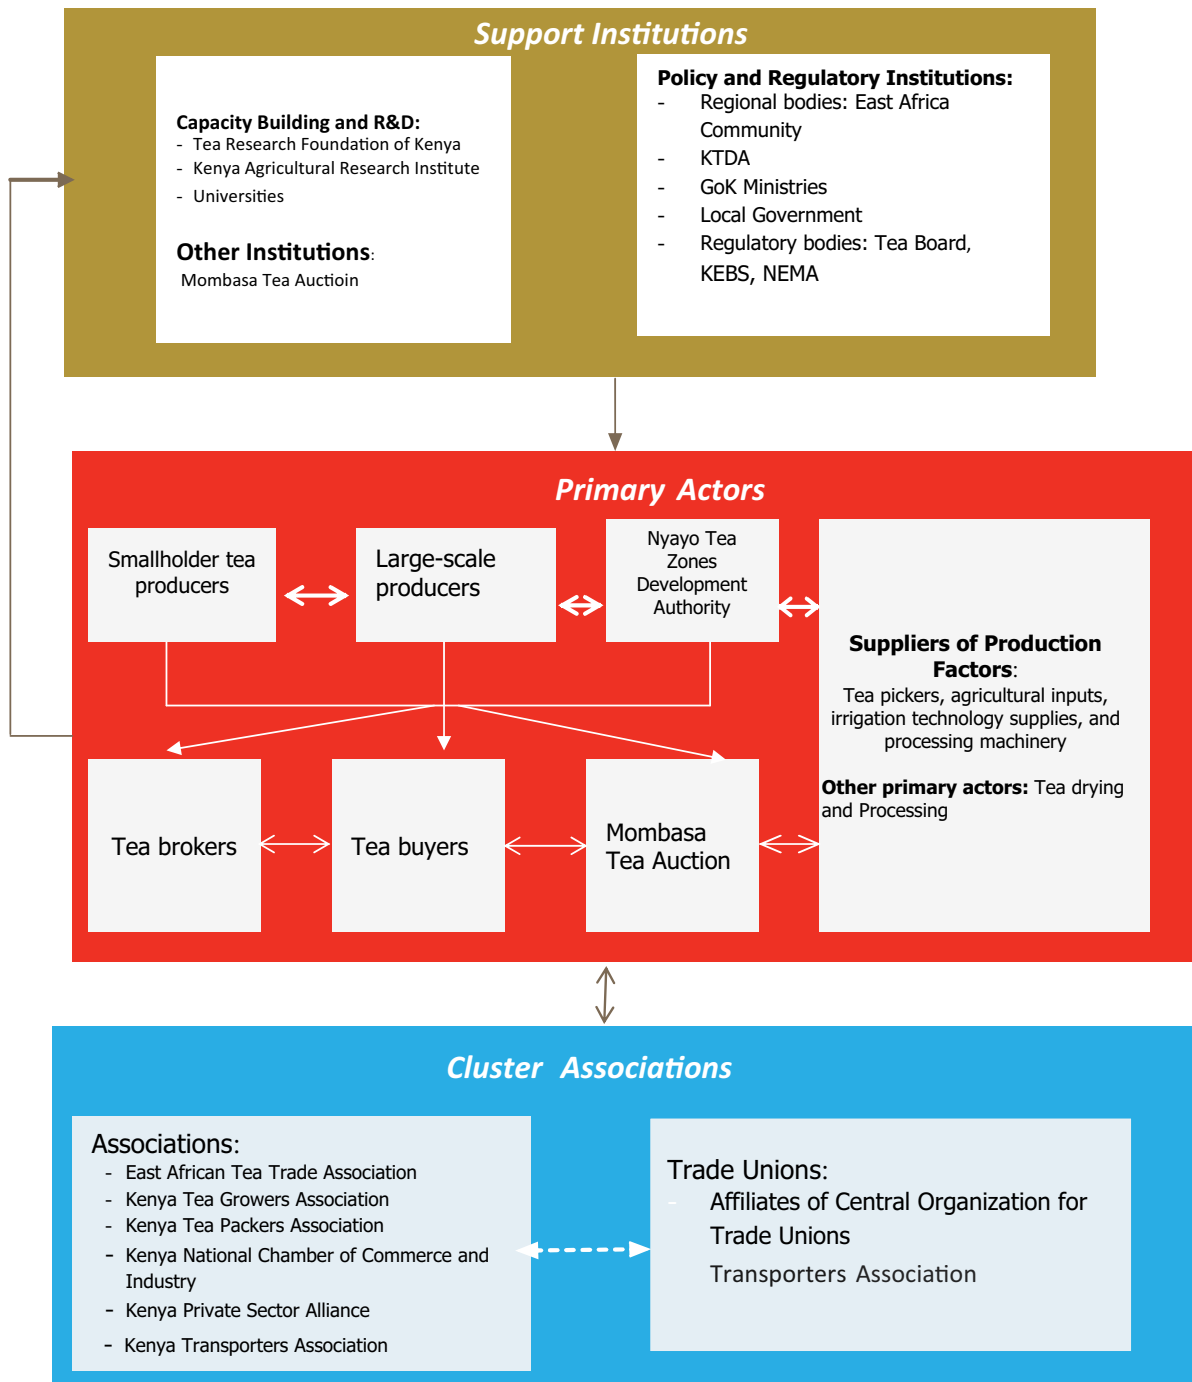 Support Institutions
Capacity Building and R&D:
- Tea Research Foundation of Kenya
- Kenya Agricultural Research Institute
- Universities
Other Institutions:
Mombasa Tea Auctioin
Policy and Regulatory Institutions:
- Regional bodies: East Africa
Community
- KTDA
- GoK Ministries
- Local Government
- Regulatory bodies: Tea Board,
KEBS, NEMA
Primary Actors
Smallholder tea
producers
Large-scale
producers
Nyayo Tea
Zones
Development
Authority
Suppliers of Production
Factors:
Tea pickers, agricultural inputs,
irrigation technology supplies, and
processing machinery
Other primary actors: Tea drying
and Processing
Tea brokers
Tea buyers
Mombasa
Tea Auction
Cluster Associations
Associations:
- East African Tea Trade Association
- Kenya Tea Growers Association
- Kenya Tea Packers Association
- Kenya National Chamber of Commerce and
Industry
- Kenya Private Sector Alliance
- Kenya Transporters Association
Trade Unions:
- Affiliates of Central Organization for
Trade Unions
Transporters Association